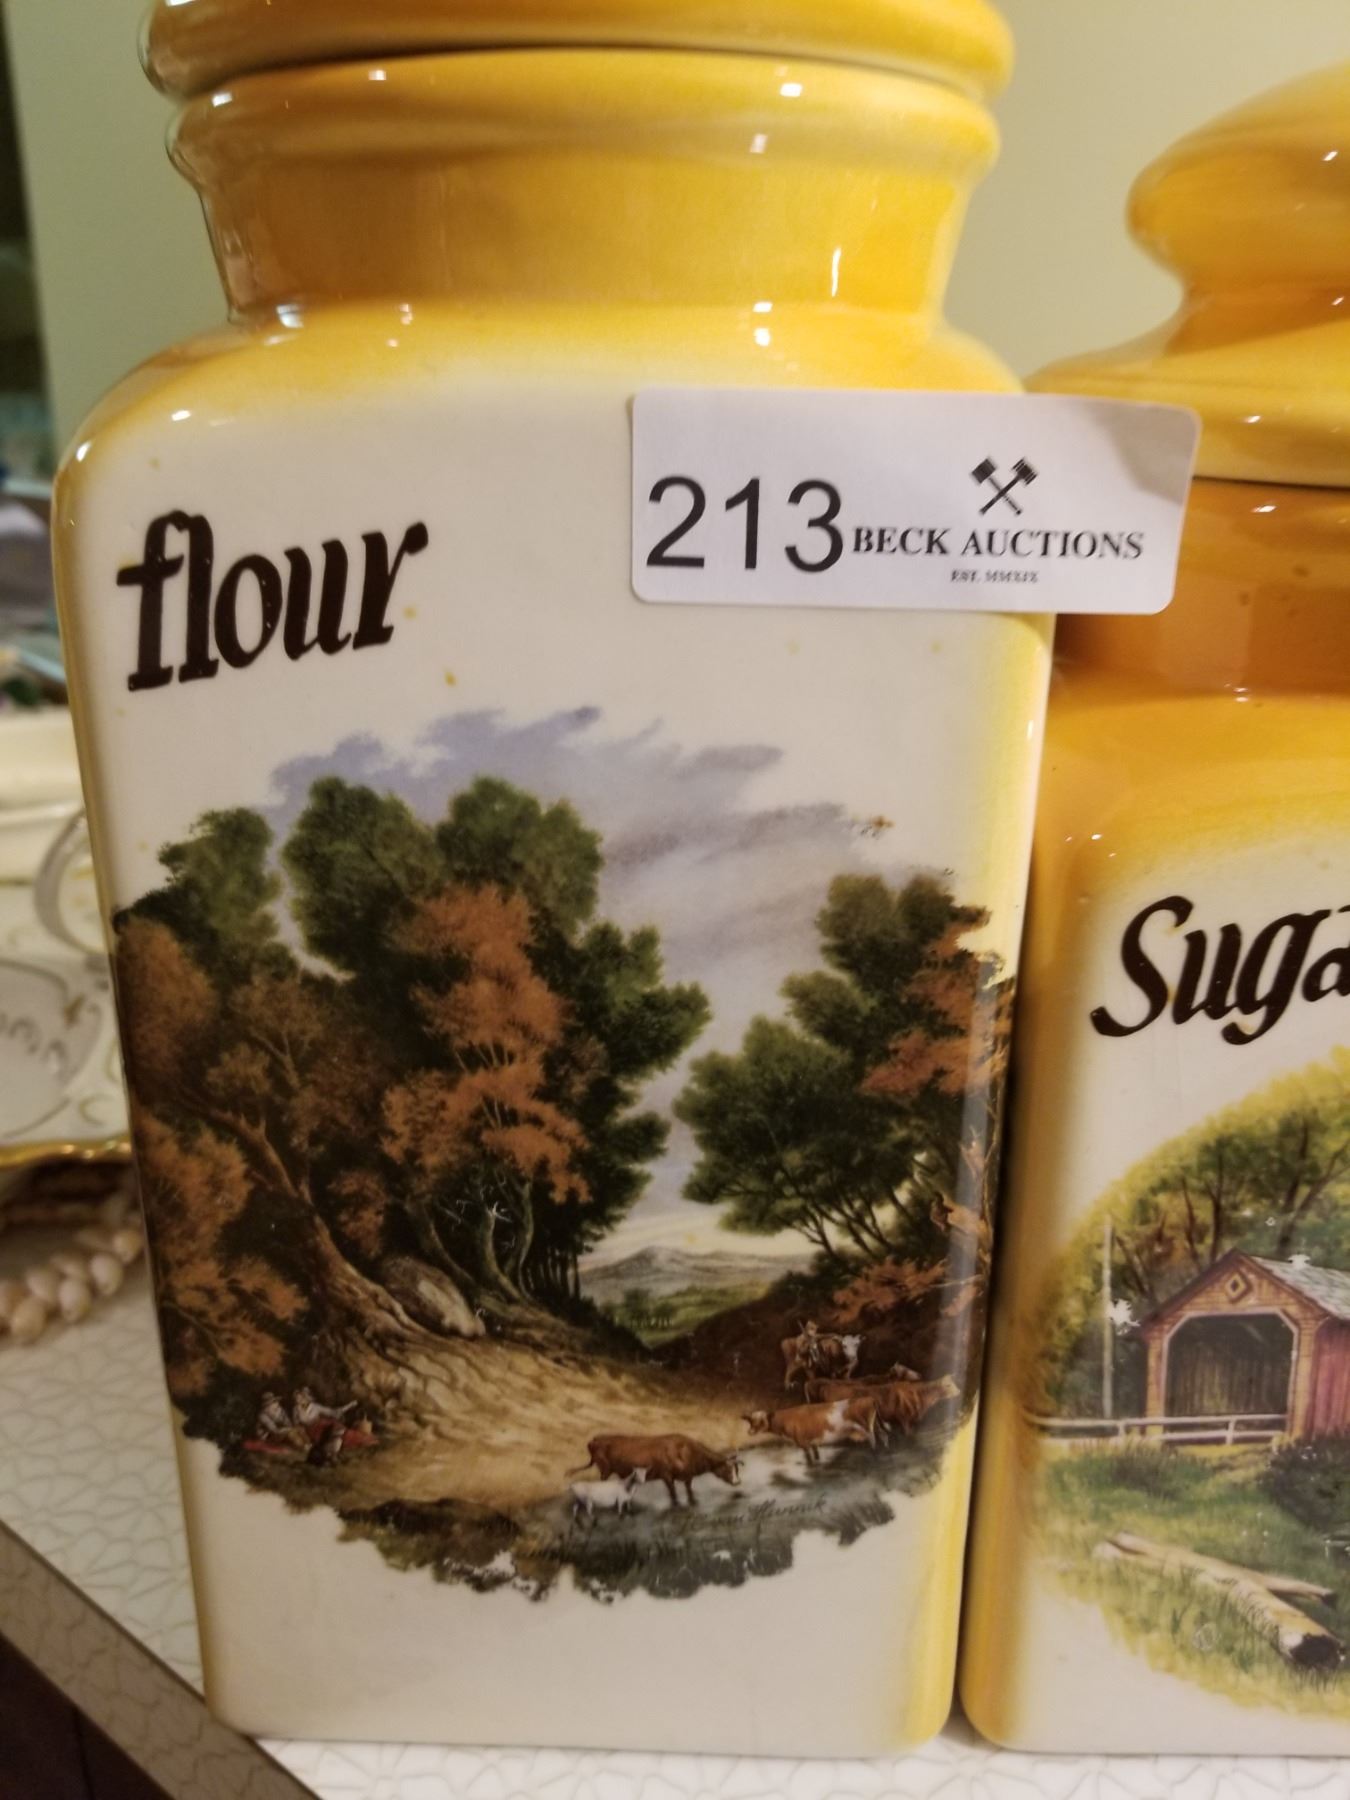 flour
213
BECK AUCTIONS
EST. MMXIX
Suga